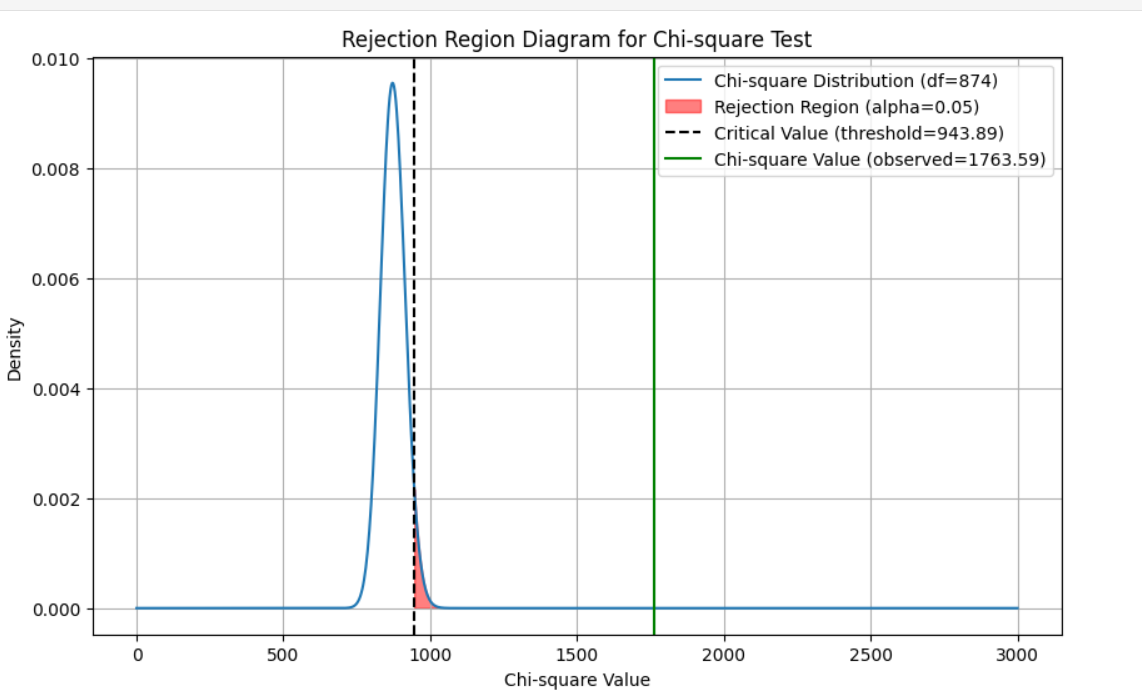 Rejection Region Diagram for Chi-square Test
Chi-square Distribution (df=874)
Rejection Region (alpha=0.05)
Critical Value (threshold=943.89)
Chi-square Value (observed=1763.59)
Density
0.010
0.008
0.006
0.004
0.002
0.000
0 500 1000 1500 2000 2500 3000
Chi-square Value